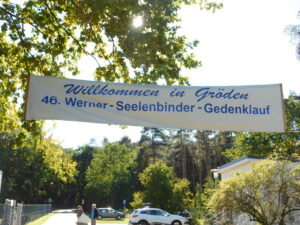 Willkommen in Gröden
46. Werner - Seelenbinder - Gedenklauf